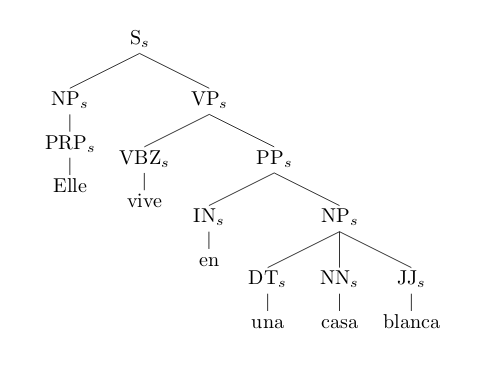 S_s
NP_s VP_s
PRP_s VBZ_s PP_s
Elle vive IN_s NP_s
en DT_s NN_s JJ_s
una casa blanca